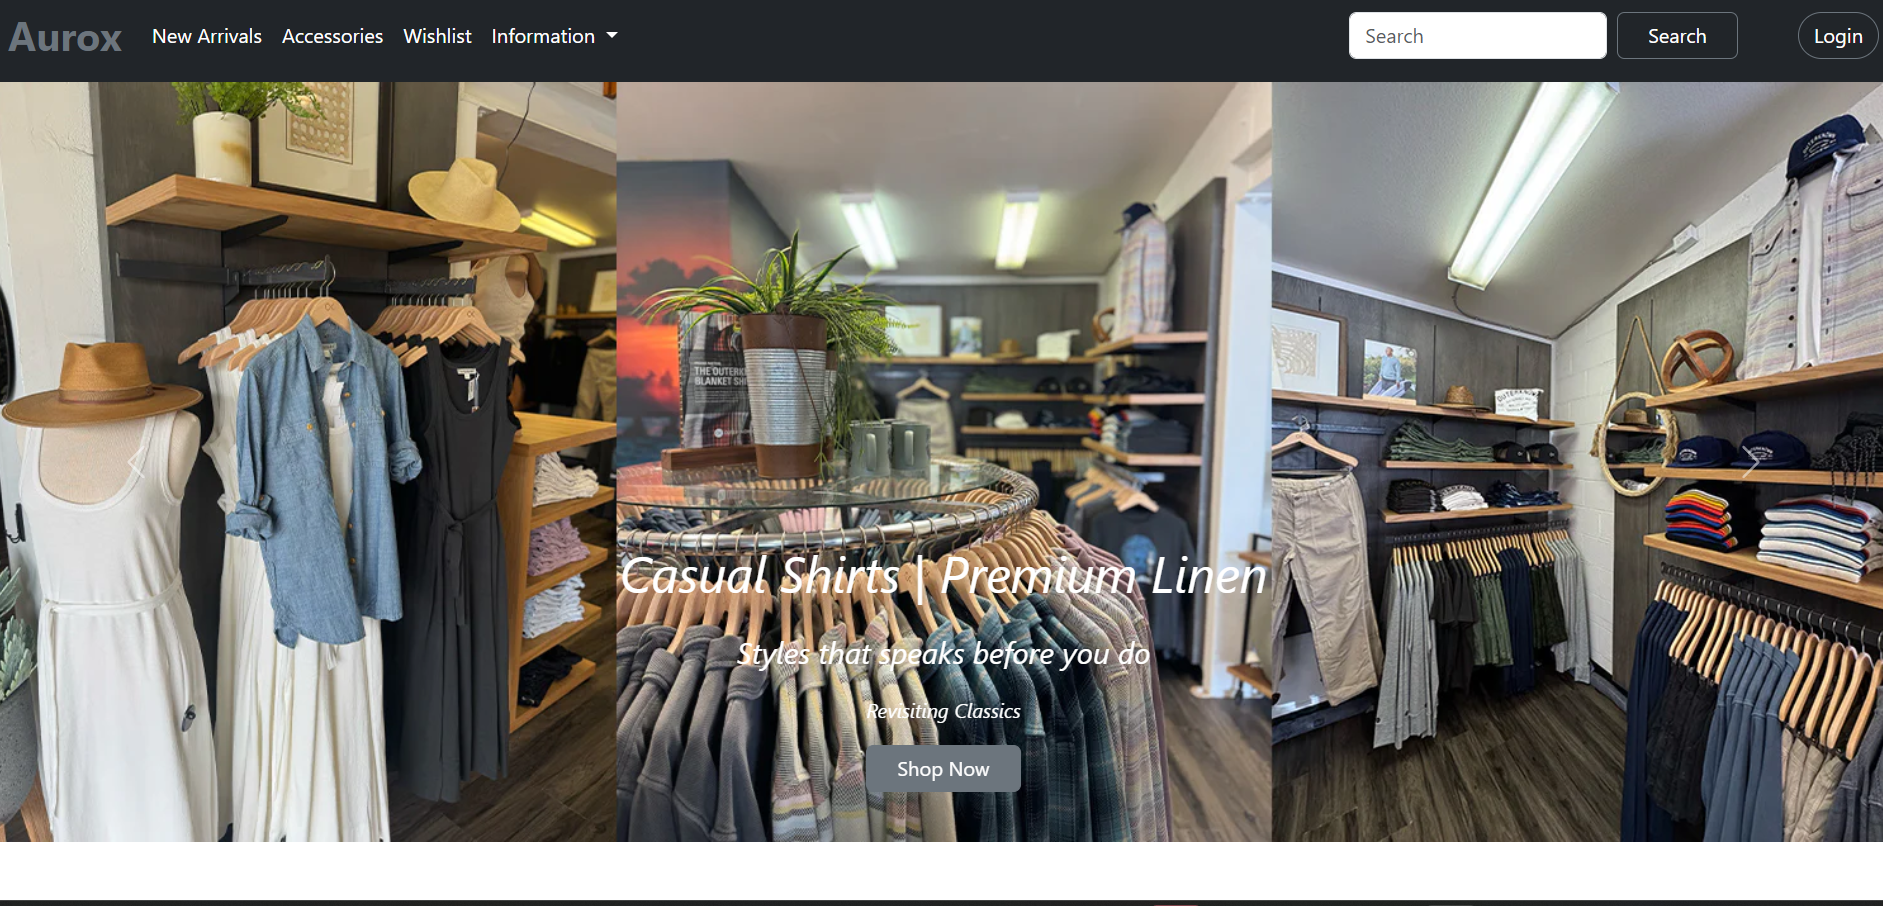 Aurox
New Arrivals
Accessories
Wishlist
Information
Search
Search
Login
THE OUTERK
BLANKET SHI
Casual Shirts | Premium Linen
Styles that speaks before you do
Revisiting Classics
Shop Now